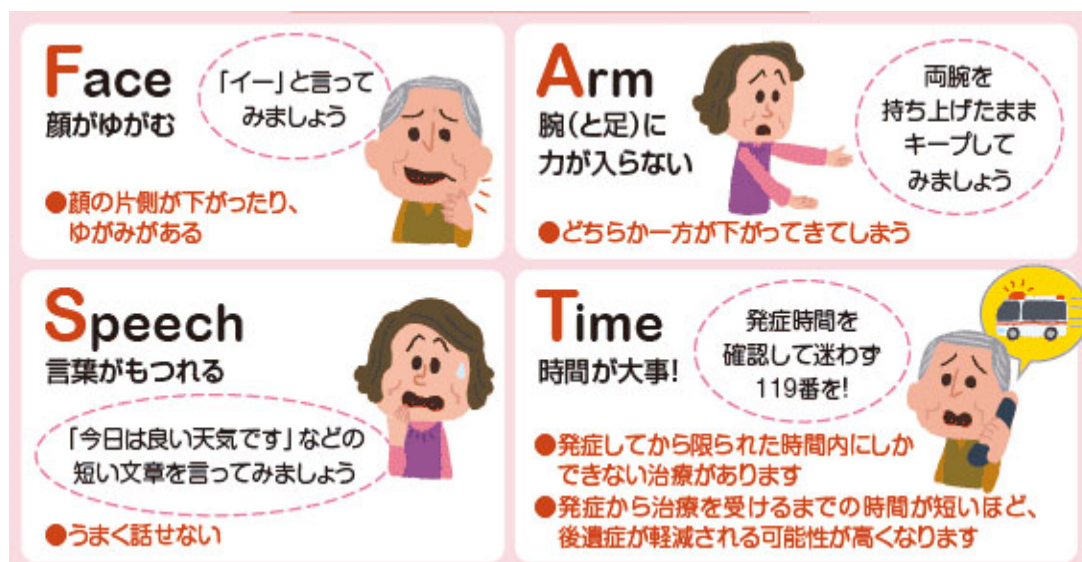 Face
顔がゆがむ
「イー」と言って
みましょう
●顔の片側が下がったり、
ゆがみがある
Arm
腕(と足)に
力が入らない
両腕を
持ち上げたまま
キープして
みましょう
●どちらか一方が下がってきてしまう
Speech
言葉がもつれる
「今日は良い天気です」などの
短い文章を言ってみましょう
●うまく話せない
Time
時間が大事!
発症時間を
確認して迷わず
119番を!
●発症してから限られた時間内にしか
できない治療があります
●発症から治療を受けるまでの時間が短いほど、
後遺症が軽減される可能性が高くなります